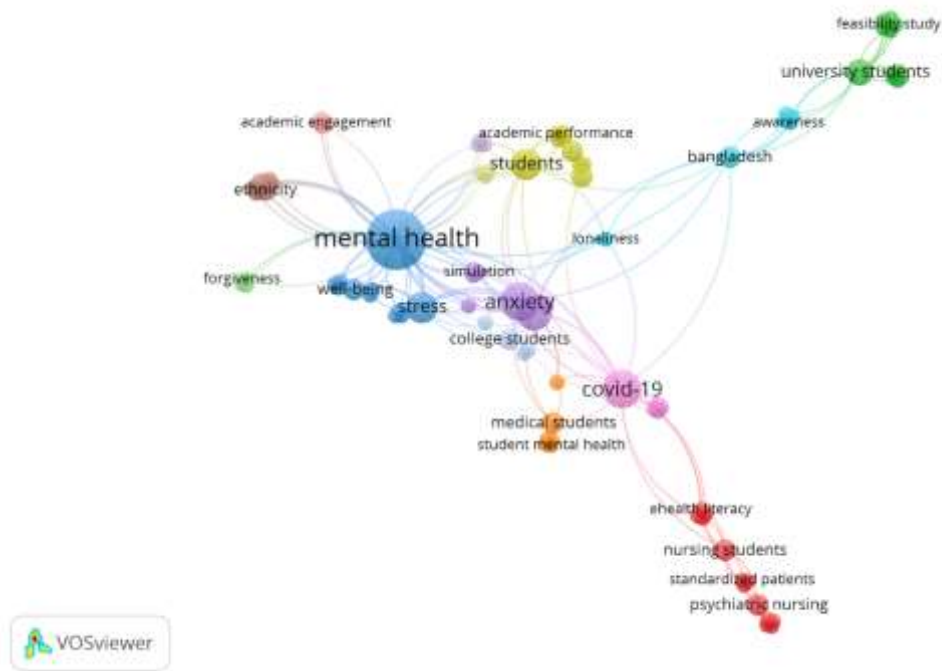 feasibility study
university students
academic engagement
awareness
academic performance
students
bangladesh
ethnicity
mental health
loneliness
simulation
forgiveness
well-being
anxiety
stress
college students
covid-19
medical students
student mental health
ehealth literacy
nursing students
standardized patients
psychiatric nursing
VOSviewer